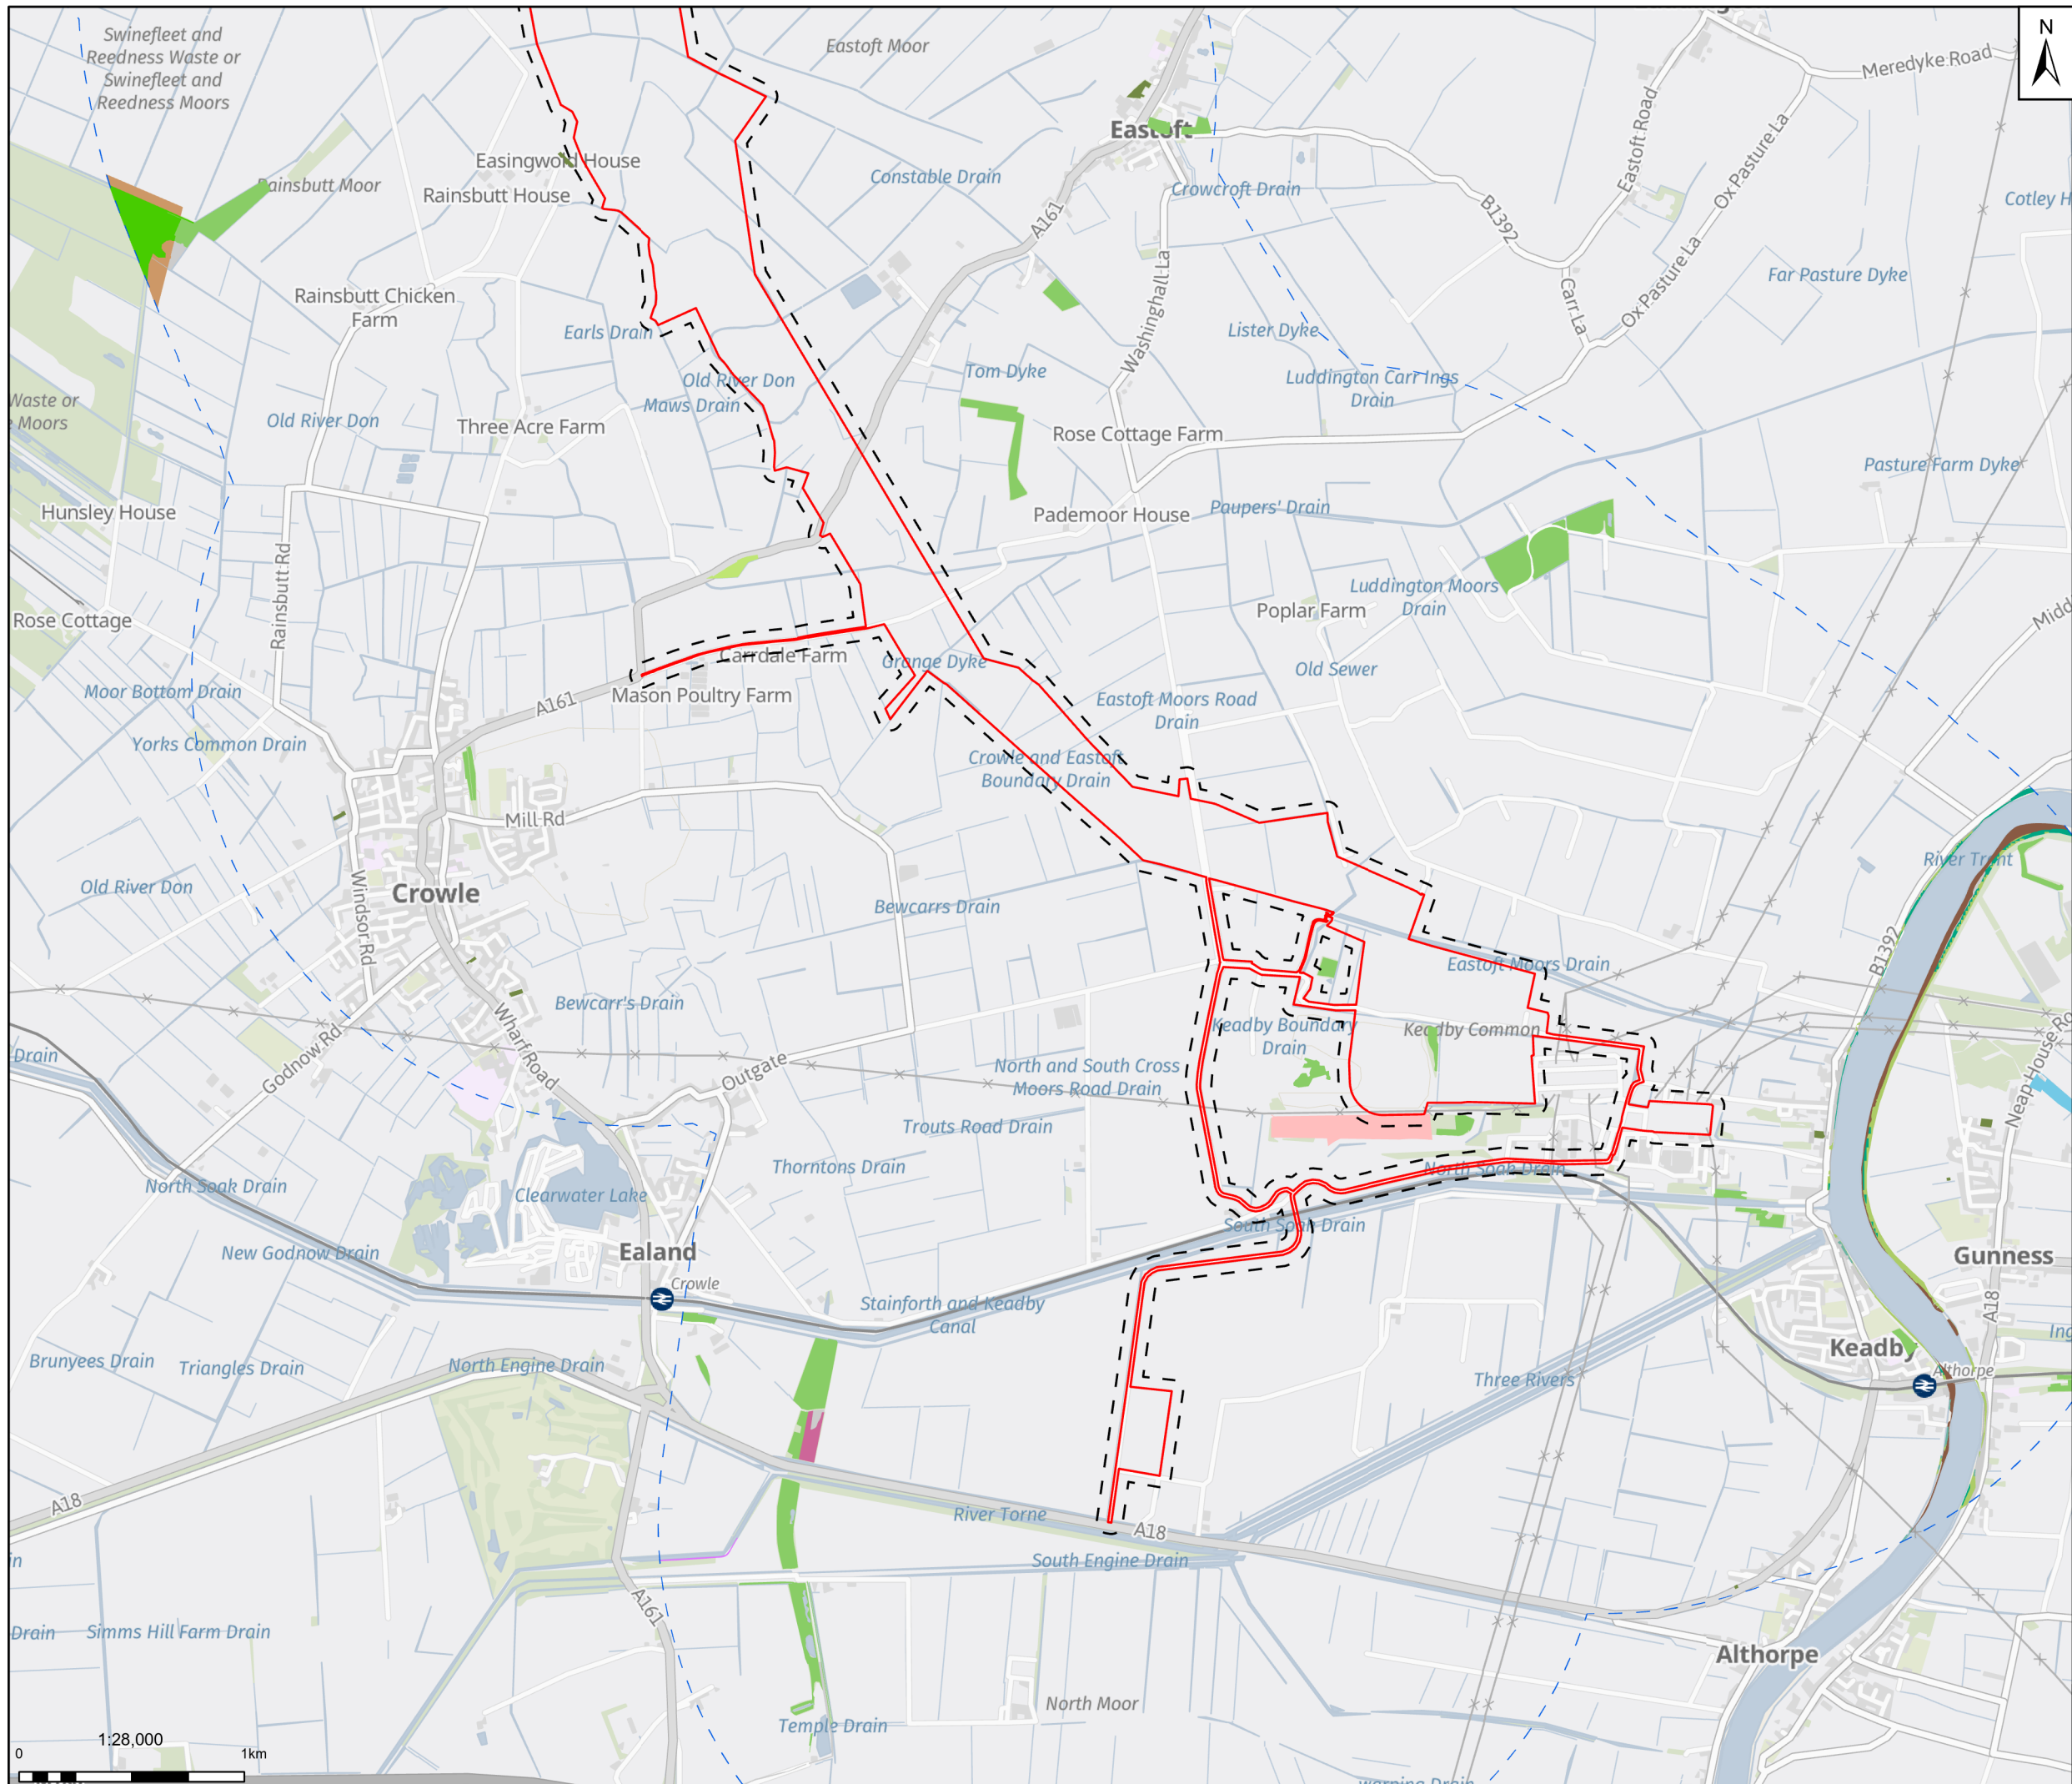 Swinefleet and
Reedness Waste or
Swinefleet and
Reedness Moors
Eastoft Moor
Meredyke Road
N
Eastoft
Easingwold House
Rainsbutt House
Rainsbutt Moor
Constable Drain
Crowcroft Drain
A161
B1392
Eastoft Road
Ox Pasture La
Cotley H
Rainsbutt Chicken
Farm
Earls Drain
Washinghall La
Lister Dyke
Carr La
Ox Pasture La
Far Pasture Dyke
Old River Don
Maws Drain
Tom Dyke
Luddington Carr Ings
Drain
Waste or
e Moors
Old River Don
Three Acre Farm
Rose Cottage Farm
Pasture Farm Dyke
Hunsley House
Pademoor House
Paupers' Drain
Rainsbutt Rd
Rose Cottage
Poplar Farm
Luddington Moors
Drain
Midd
Carrdale Farm
Grange Dyke
Old Sewer
Moor Bottom Drain
Mason Poultry Farm
A161
Eastoft Moors Road
Drain
Yorks Common Drain
Crowle and Eastoft
Boundary Drain
Mill Rd
Old River Don
Crowle
Windsor Rd
Bewcarrs Drain
River Trent
B1392
Eastoft Moors Drain
Bewcarr's Drain
Wharf Road
Godnow Rd
Keadby Boundary
Drain
Keadby Common
Drain
Outgate
North and South Cross
Moors Road Drain
Neap House Ro
Trouts Road Drain
Thorntons Drain
North Soak Drain
North Soak Drain
Clearwater Lake
South Soak Drain
New Godnow Drain
Ealand
Crowle
Gunness
A18
Stainforth and Keadby
Canal
Ing
Keadby
Althorpe
Brunyees Drain
Triangles Drain
North Engine Drain
Three Rivers
A18
River Torne
A18
South Engine Drain
in
A161
Drain
Simms Hill Farm Drain
Althorpe
North Moor
Temple Drain
1:28,000
0
1km
warping Drain